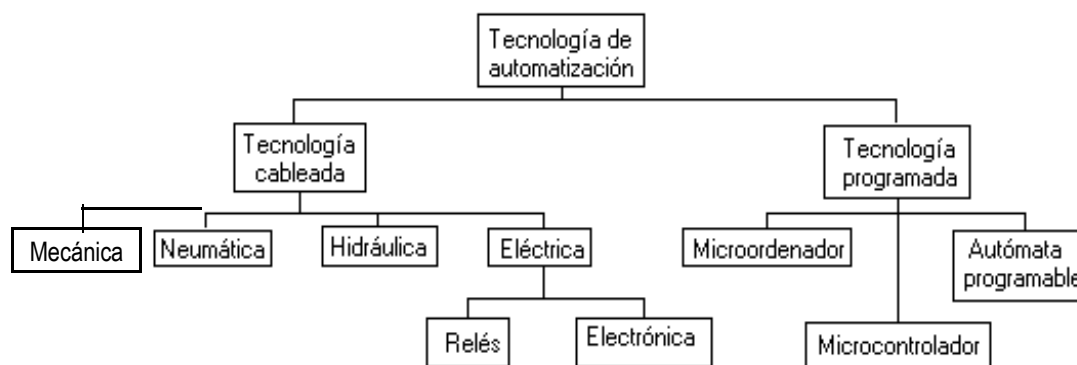 Tecnología de
automatización
Tecnología
cableada
Tecnología
programada
Mecánica
Neumática
Hidráulica
Eléctrica
Microordenador
Autómata
programable
Relés
Electrónica
Microcontrolador